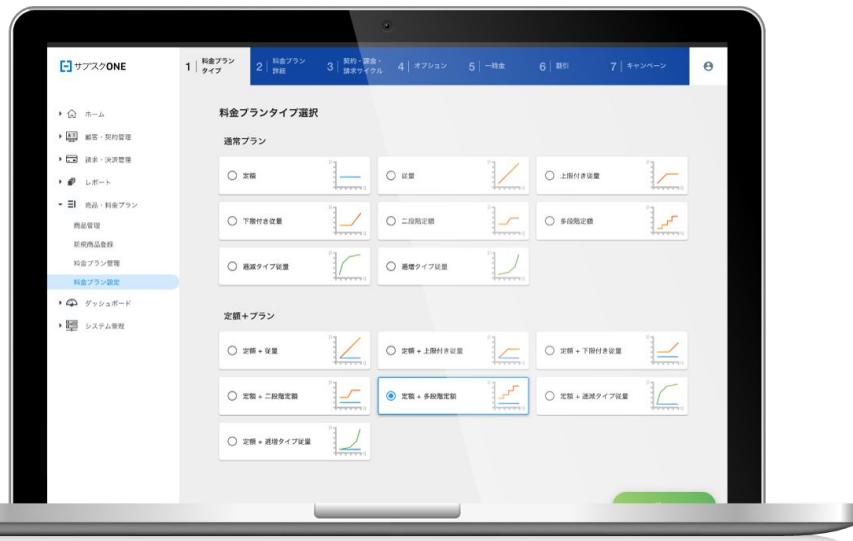 サブスクONE
1 料金プラン
タイプ
2 料金プラン
詳細
3 契約・課金・
請求サイクル
4 オプション
5 一時金
6 割引
7 キャンペーン
ホーム
顧客・契約管理
請求・決済管理
レポート
商品・料金プラン
商品管理
新規商品登録
料金プラン管理
料金プラン設定
ダッシュボード
システム管理
料金プランタイプ選択
通常プラン
定額
従量
上限付き従量
下限付き従量
二段階定額
多段階定額
逓減タイプ従量
逓増タイプ従量
定額+プラン
定額 + 従量
定額 + 上限付き従量
定額 + 下限付き従量
定額 + 二段階定額
定額 + 多段階定額
定額 + 逓減タイプ従量
定額 + 逓増タイプ従量